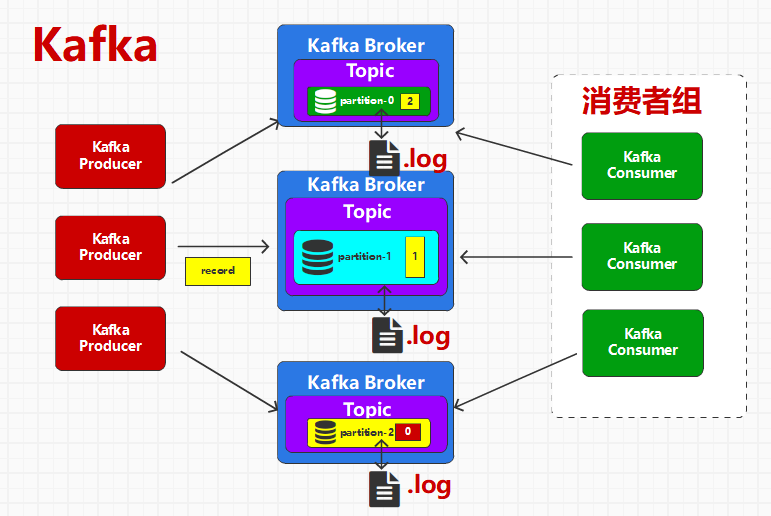 Kafka
Kafka
Producer
Kafka
Producer
record
Kafka
Producer
Kafka Broker
Topic
partition-0 2
.log
Kafka Broker
Topic
partition-1 1
.log
Kafka Broker
Topic
partition-2 0
.log
消费者组
Kafka
Consumer
Kafka
Consumer
Kafka
Consumer